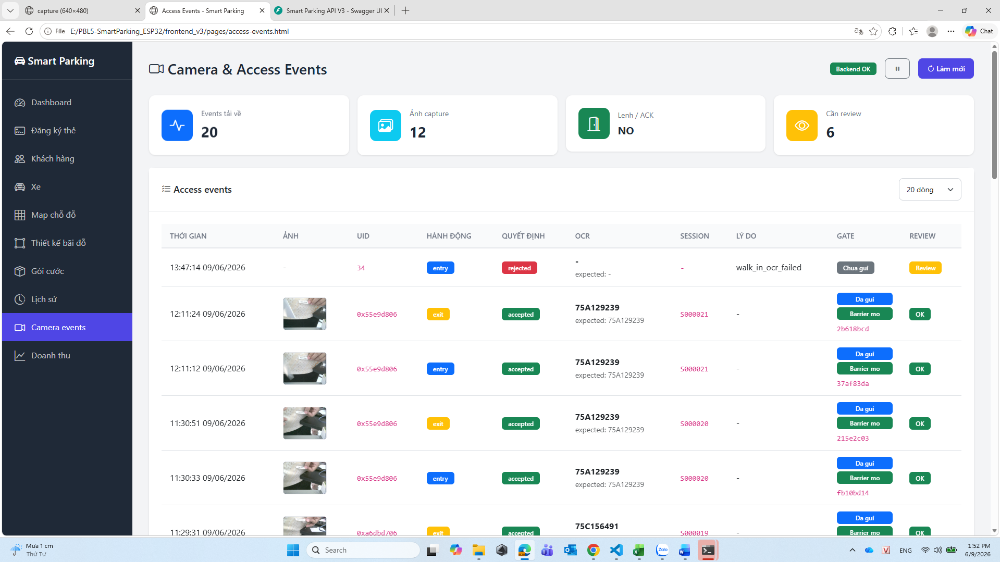 capture (640×480)
Access Events - Smart Parking
Smart Parking API V3 - Swagger UI
File
E:/PBL5-SmartParking_ESP32/frontend_v3/pages/access-events.html
Chat
Smart Parking
Dashboard
Đăng ký thẻ
Khách hàng
Xe
Map chỗ đỗ
Thiết kế bãi đỗ
Gói cước
Lịch sử
Camera events
Doanh thu
Camera & Access Events
Backend OK
Làm mới
Events tải về
20
Ảnh capture
12
Lenh / ACK
NO
Cần review
6
Access events
20 dòng
THỜI GIAN ẢNH UID HÀNH ĐỘNG QUYẾT ĐỊNH OCR SESSION LÝ DO GATE REVIEW
13:47:14 09/06/2026 - 34 entry rejected - - walk_in_ocr_failed Chua gui Review
expected: -
12:11:24 09/06/2026 0x55e9d806 exit accepted 75A129239 S000021 - Da gui OK
expected: 75A129239 Barrier mo
2b618bcd
12:11:12 09/06/2026 0x55e9d806 entry accepted 75A129239 S000021 - Da gui OK
expected: 75A129239 Barrier mo
37af83da
11:30:51 09/06/2026 0x55e9d806 exit accepted 75A129239 S000020 - Da gui OK
expected: 75A129239 Barrier mo
215e2c03
11:30:33 09/06/2026 0x55e9d806 entry accepted 75A129239 S000020 - Da gui OK
expected: 75A129239 Barrier mo
fb10bd14
11:29:31 09/06/2026 0xa6dbd706 exit accepted 75C156491 S000019 - Da gui OK
Barrier mo
Mưa 1 cm
Thứ Tư
Search
Zalo
ENG
1:52 PM
6/9/2026